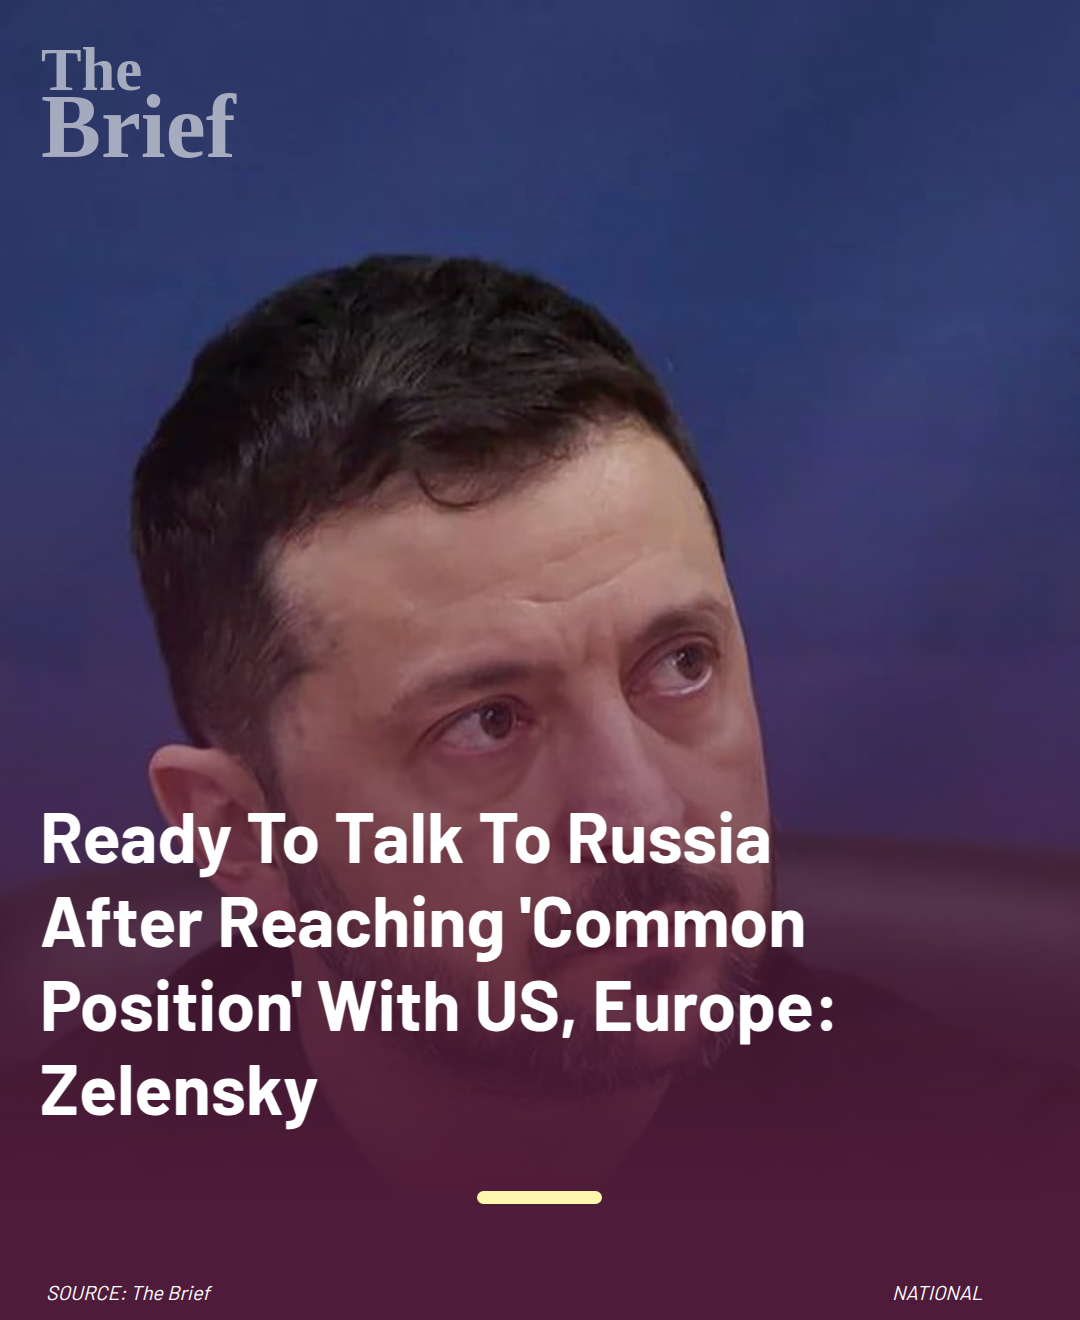 The
Brief
Ready To Talk To Russia
After Reaching 'Common
Position' With US, Europe:
Zelensky
SOURCE: The Brief
NATIONAL